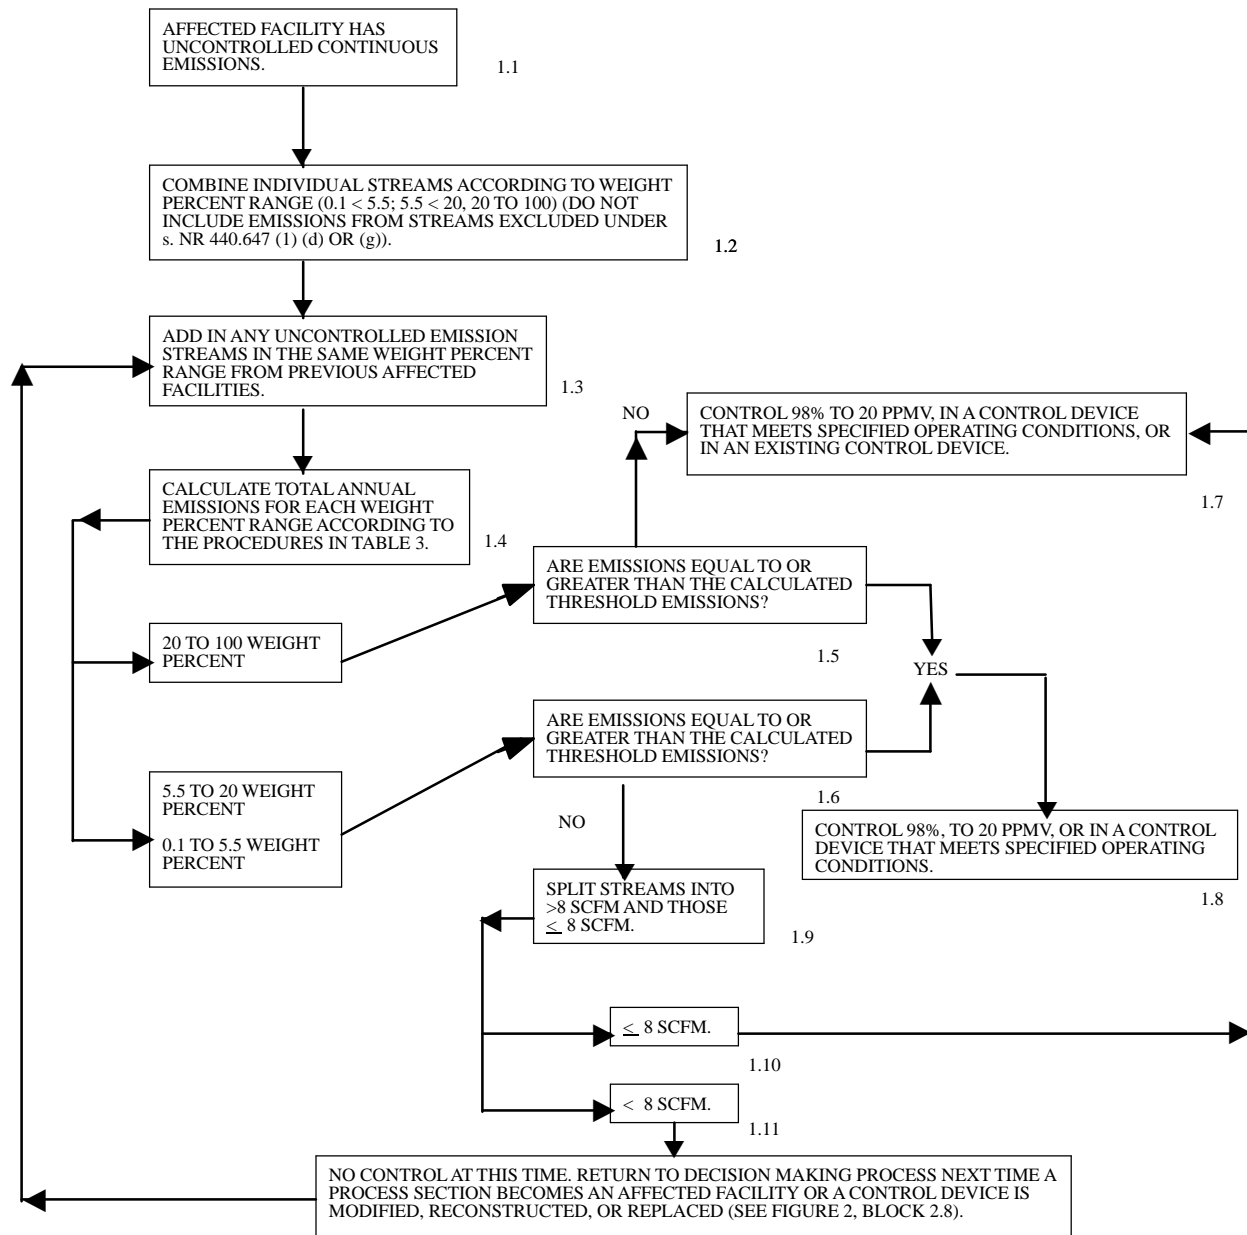 AFFECTED FACILITY HAS
UNCONTROLLED CONTINUOUS
EMISSIONS.
1.1
COMBINE INDIVIDUAL STREAMS ACCORDING TO WEIGHT
PERCENT RANGE (0.1 < 5.5; 5.5 < 20, 20 TO 100) (DO NOT
INCLUDE EMISSIONS FROM STREAMS EXCLUDED UNDER
s. NR 440.647 (1) (d) OR (g)).
1.2
ADD IN ANY UNCONTROLLED EMISSION
STREAMS IN THE SAME WEIGHT PERCENT
RANGE FROM PREVIOUS AFFECTED
FACILITIES.
1.3
NO
CONTROL 98% TO 20 PPMV, IN A CONTROL DEVICE
THAT MEETS SPECIFIED OPERATING CONDITIONS, OR
IN AN EXISTING CONTROL DEVICE.
1.7
CALCULATE TOTAL ANNUAL
EMISSIONS FOR EACH WEIGHT
PERCENT RANGE ACCORDING TO
THE PROCEDURES IN TABLE 3.
1.4
ARE EMISSIONS EQUAL TO OR
GREATER THAN THE CALCULATED
THRESHOLD EMISSIONS?
1.5
20 TO 100 WEIGHT
PERCENT
YES
ARE EMISSIONS EQUAL TO OR
GREATER THAN THE CALCULATED
THRESHOLD EMISSIONS?
1.6
5.5 TO 20 WEIGHT
PERCENT
0.1 TO 5.5 WEIGHT
PERCENT
NO
CONTROL 98%, TO 20 PPMV, OR IN A CONTROL
DEVICE THAT MEETS SPECIFIED OPERATING
CONDITIONS.
1.8
SPLIT STREAMS INTO
>8 SCFM AND THOSE
≤ 8 SCFM.
1.9
≤ 8 SCFM.
1.10
< 8 SCFM.
1.11
NO CONTROL AT THIS TIME. RETURN TO DECISION MAKING PROCESS NEXT TIME A
PROCESS SECTION BECOMES AN AFFECTED FACILITY OR A CONTROL DEVICE IS
MODIFIED, RECONSTRUCTED, OR REPLACED (SEE FIGURE 2, BLOCK 2.8).